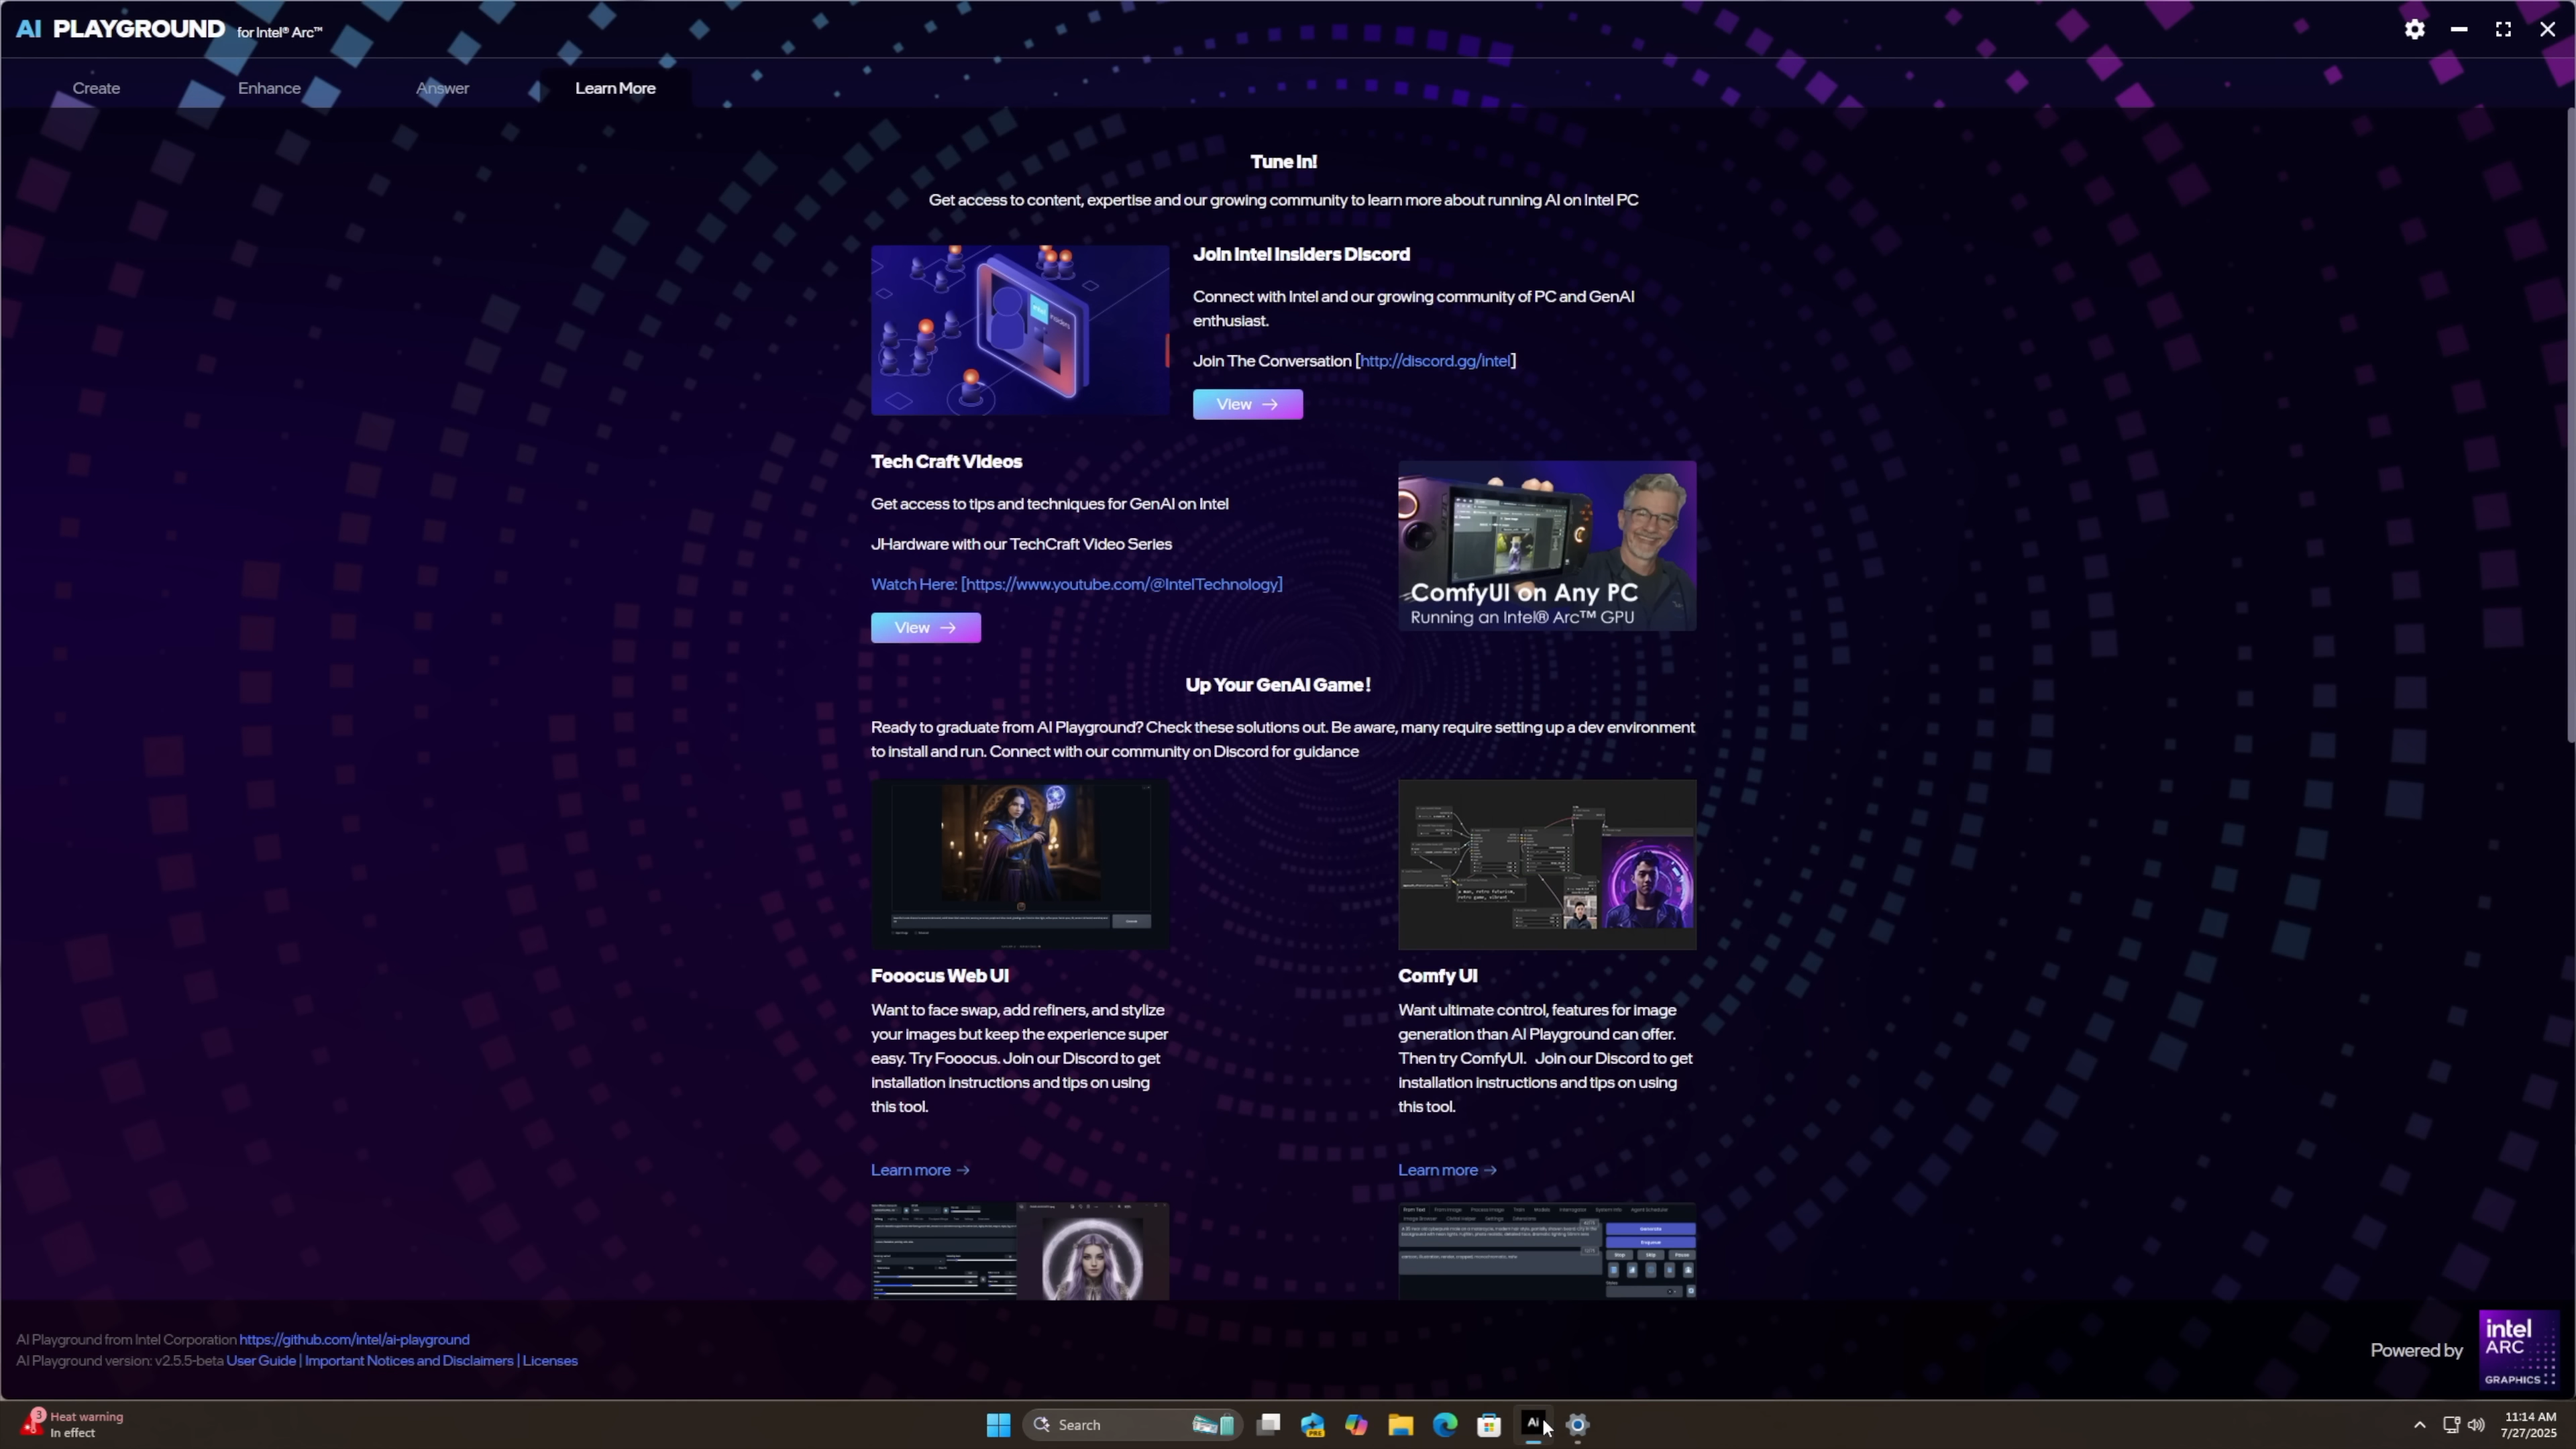 AI PLAYGROUND for Intel® Arc™
Create
Enhance
Answer
Learn More
Tune In!
Get access to content, expertise and our growing community to learn more about running AI on Intel PC
Join Intel Insiders Discord
Connect with Intel and our growing community of PC and GenAI
enthusiast.
Join The Conversation [http://discord.gg/intel]
View →
Tech Craft Videos
Get access to tips and techniques for GenAI on Intel
JHardware with our TechCraft Video Series
Watch Here: [https://www.youtube.com/@IntelTechnology]
View →
ComfyUI on Any PC
Running an Intel® Arc™ GPU
Up Your GenAI Game!
Ready to graduate from AI Playground? Check these solutions out. Be aware, many require setting up a dev environment
to install and run. Connect with our community on Discord for guidance
a man, retro futurism,
retro game, vibrant
Fooocus Web UI
Want to face swap, add refiners, and stylize
your images but keep the experience super
easy. Try Fooocus. Join our Discord to get
installation instructions and tips on using
this tool.
Learn more →
Comfy UI
Want ultimate control, features for image
generation than AI Playground can offer.
Then try ComfyUI. Join our Discord to get
installation instructions and tips on using
this tool.
Learn more →
AI Playground from Intel Corporation https://github.com/intel/ai-playground
AI Playground version: v2.5.5-beta User Guide | Important Notices and Disclaimers | Licenses
Powered by
intel
ARC
GRAPHICS
3
Heat warning
In effect
Search
PRE
Ai
11:14 AM
7/27/2025